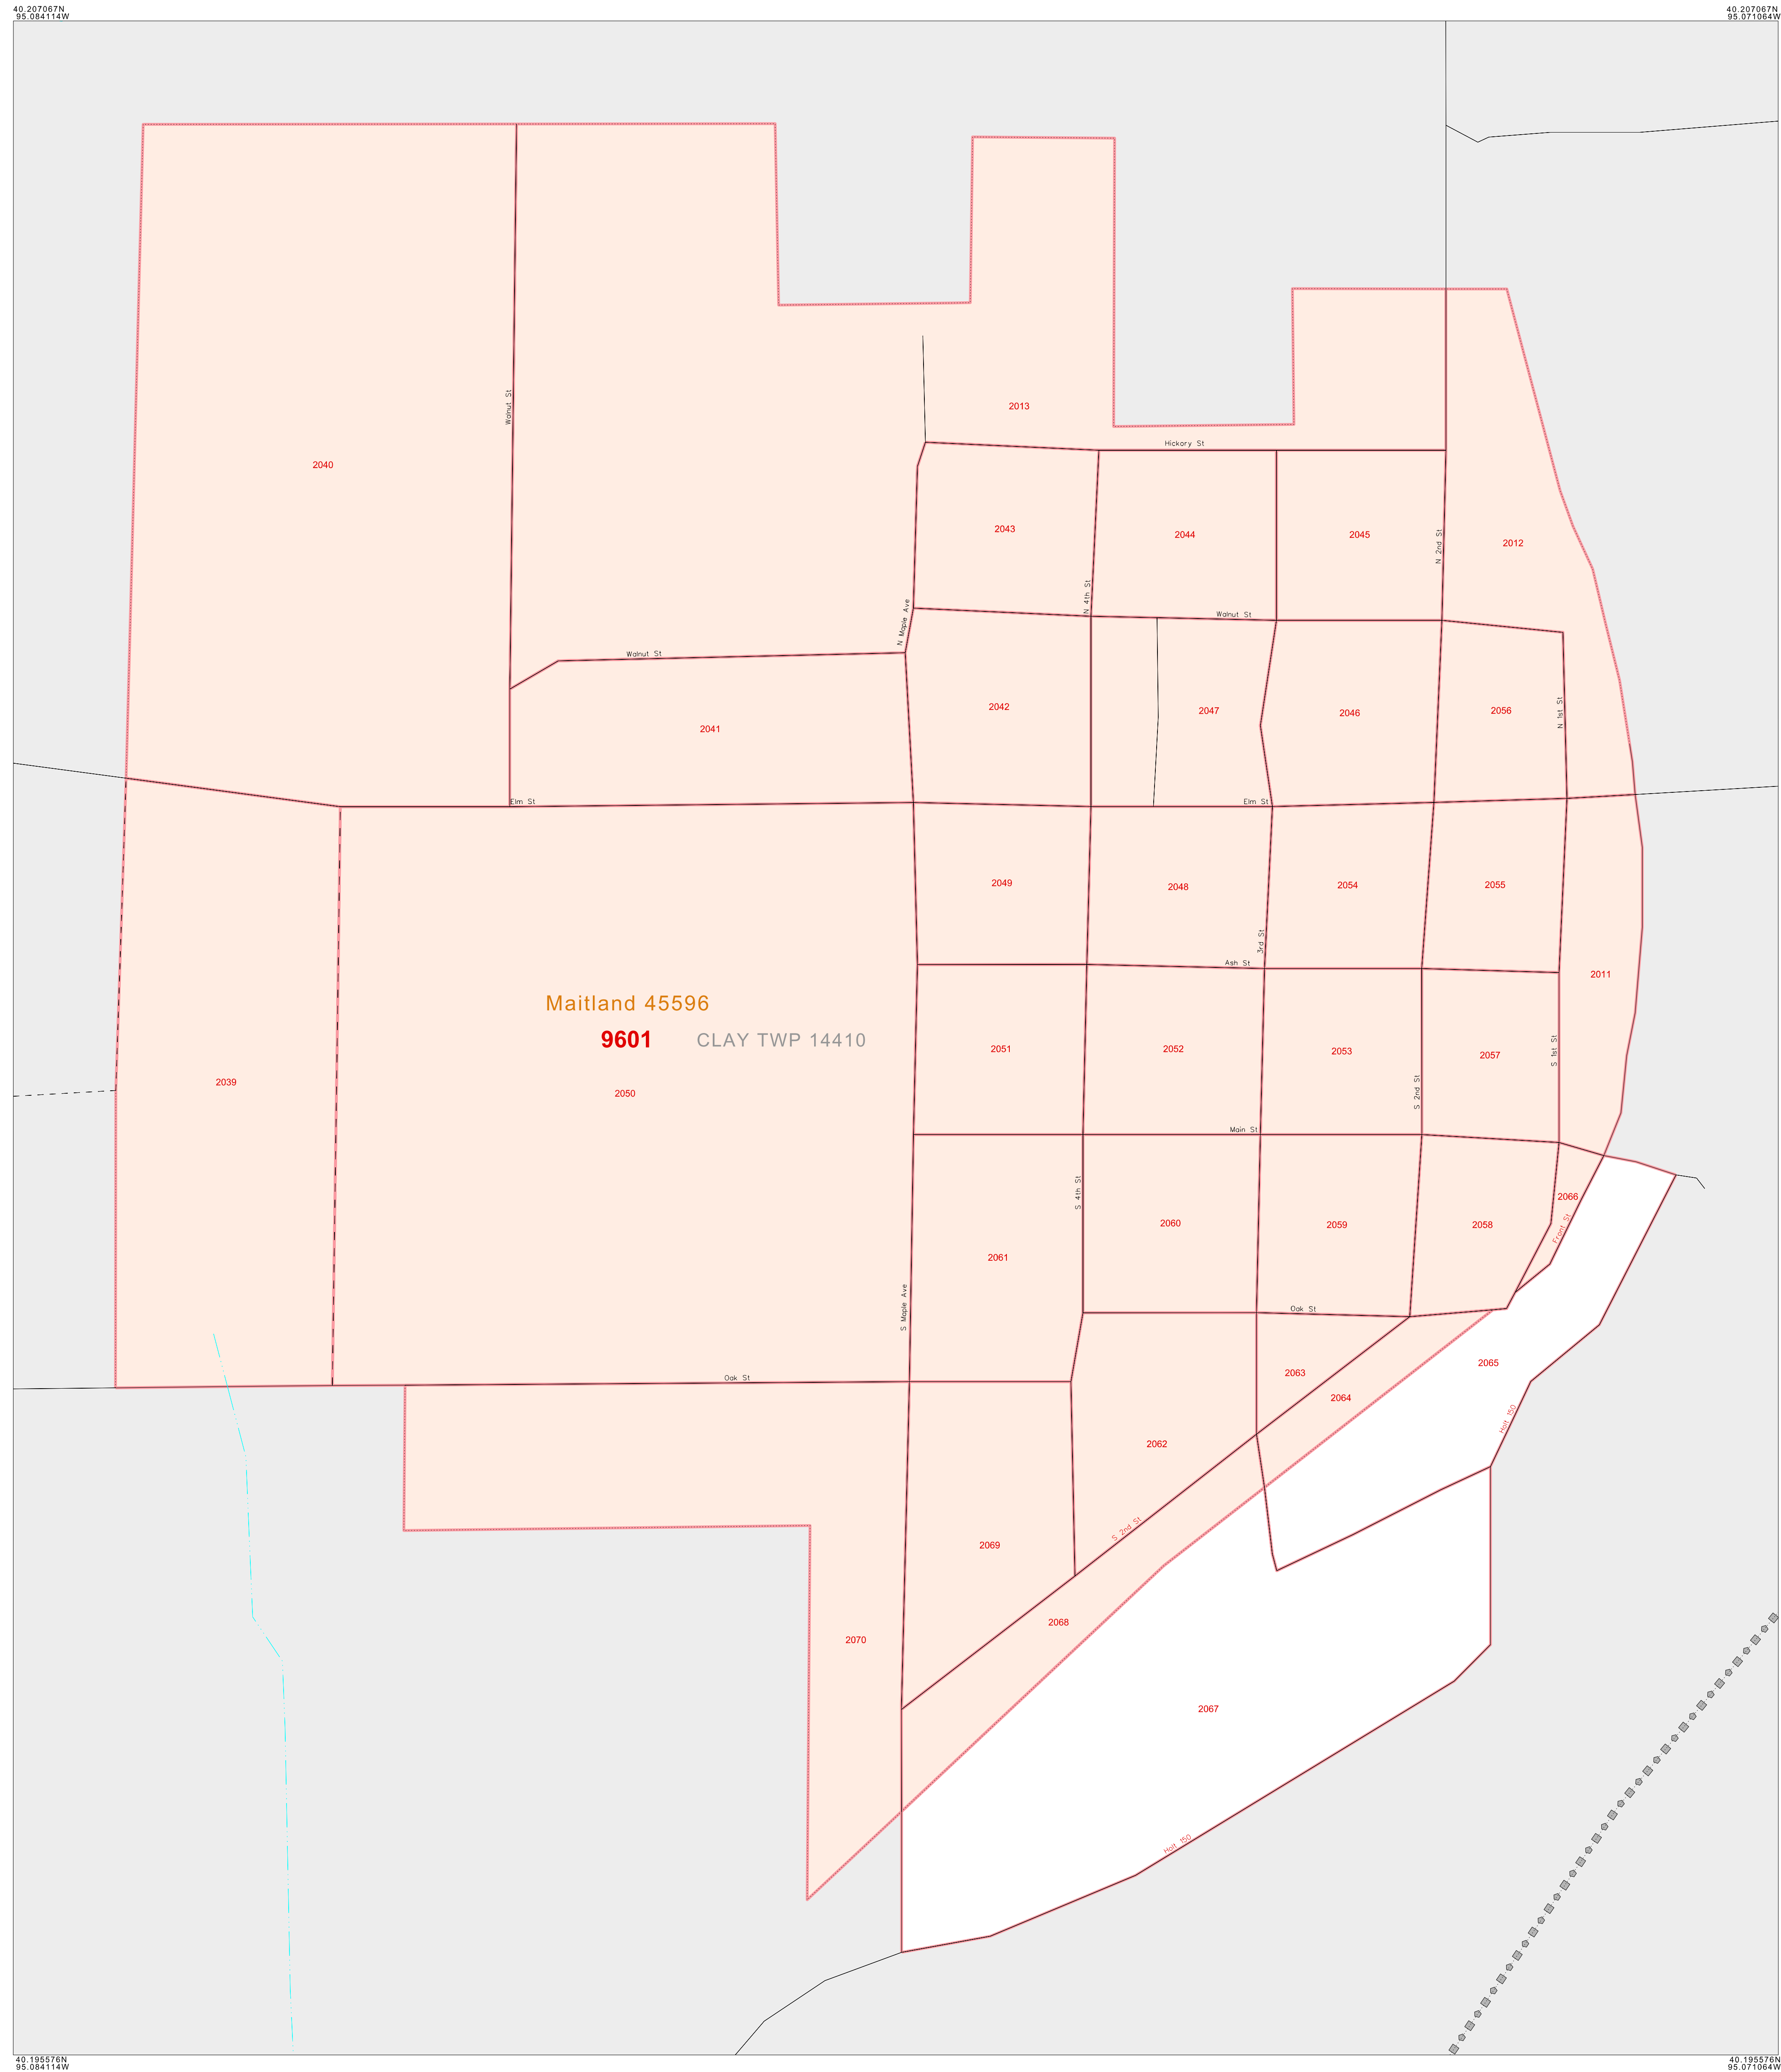 40.207067N
95.084114W
40.207067N
95.071064W
Walnut St
2013
Hickory St
2040
2043
2044
2045
N 2nd St
2012
N 4th St
Walnut St
N Maple Ave
Walnut St
2041
2042
2047
2046
2056
N 1st St
Elm St
Elm St
2049
2048
2054
2055
3rd St
Ash St
2011
Maitland 45596
9601
CLAY TWP 14410
2039
2050
2051
2052
2053
2057
S 1st St
S 2nd St
Main St
S 4th St
2066
2060
2059
2058
Front St
2061
S Maple Ave
Oak St
2065
Oak St
2063
2064
Holt 150
2062
S 2nd St
2069
2068
2070
2067
Holt 150
40.195576N
95.084114W
40.195576N
95.071064W